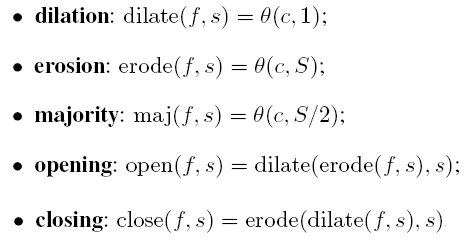 • dilation: dilate(f, s) = θ(c, 1);
• erosion: erode(f, s) = θ(c, S);
• majority: maj(f, s) = θ(c, S/2);
• opening: open(f, s) = dilate(erode(f, s), s);
• closing: close(f, s) = erode(dilate(f, s), s)